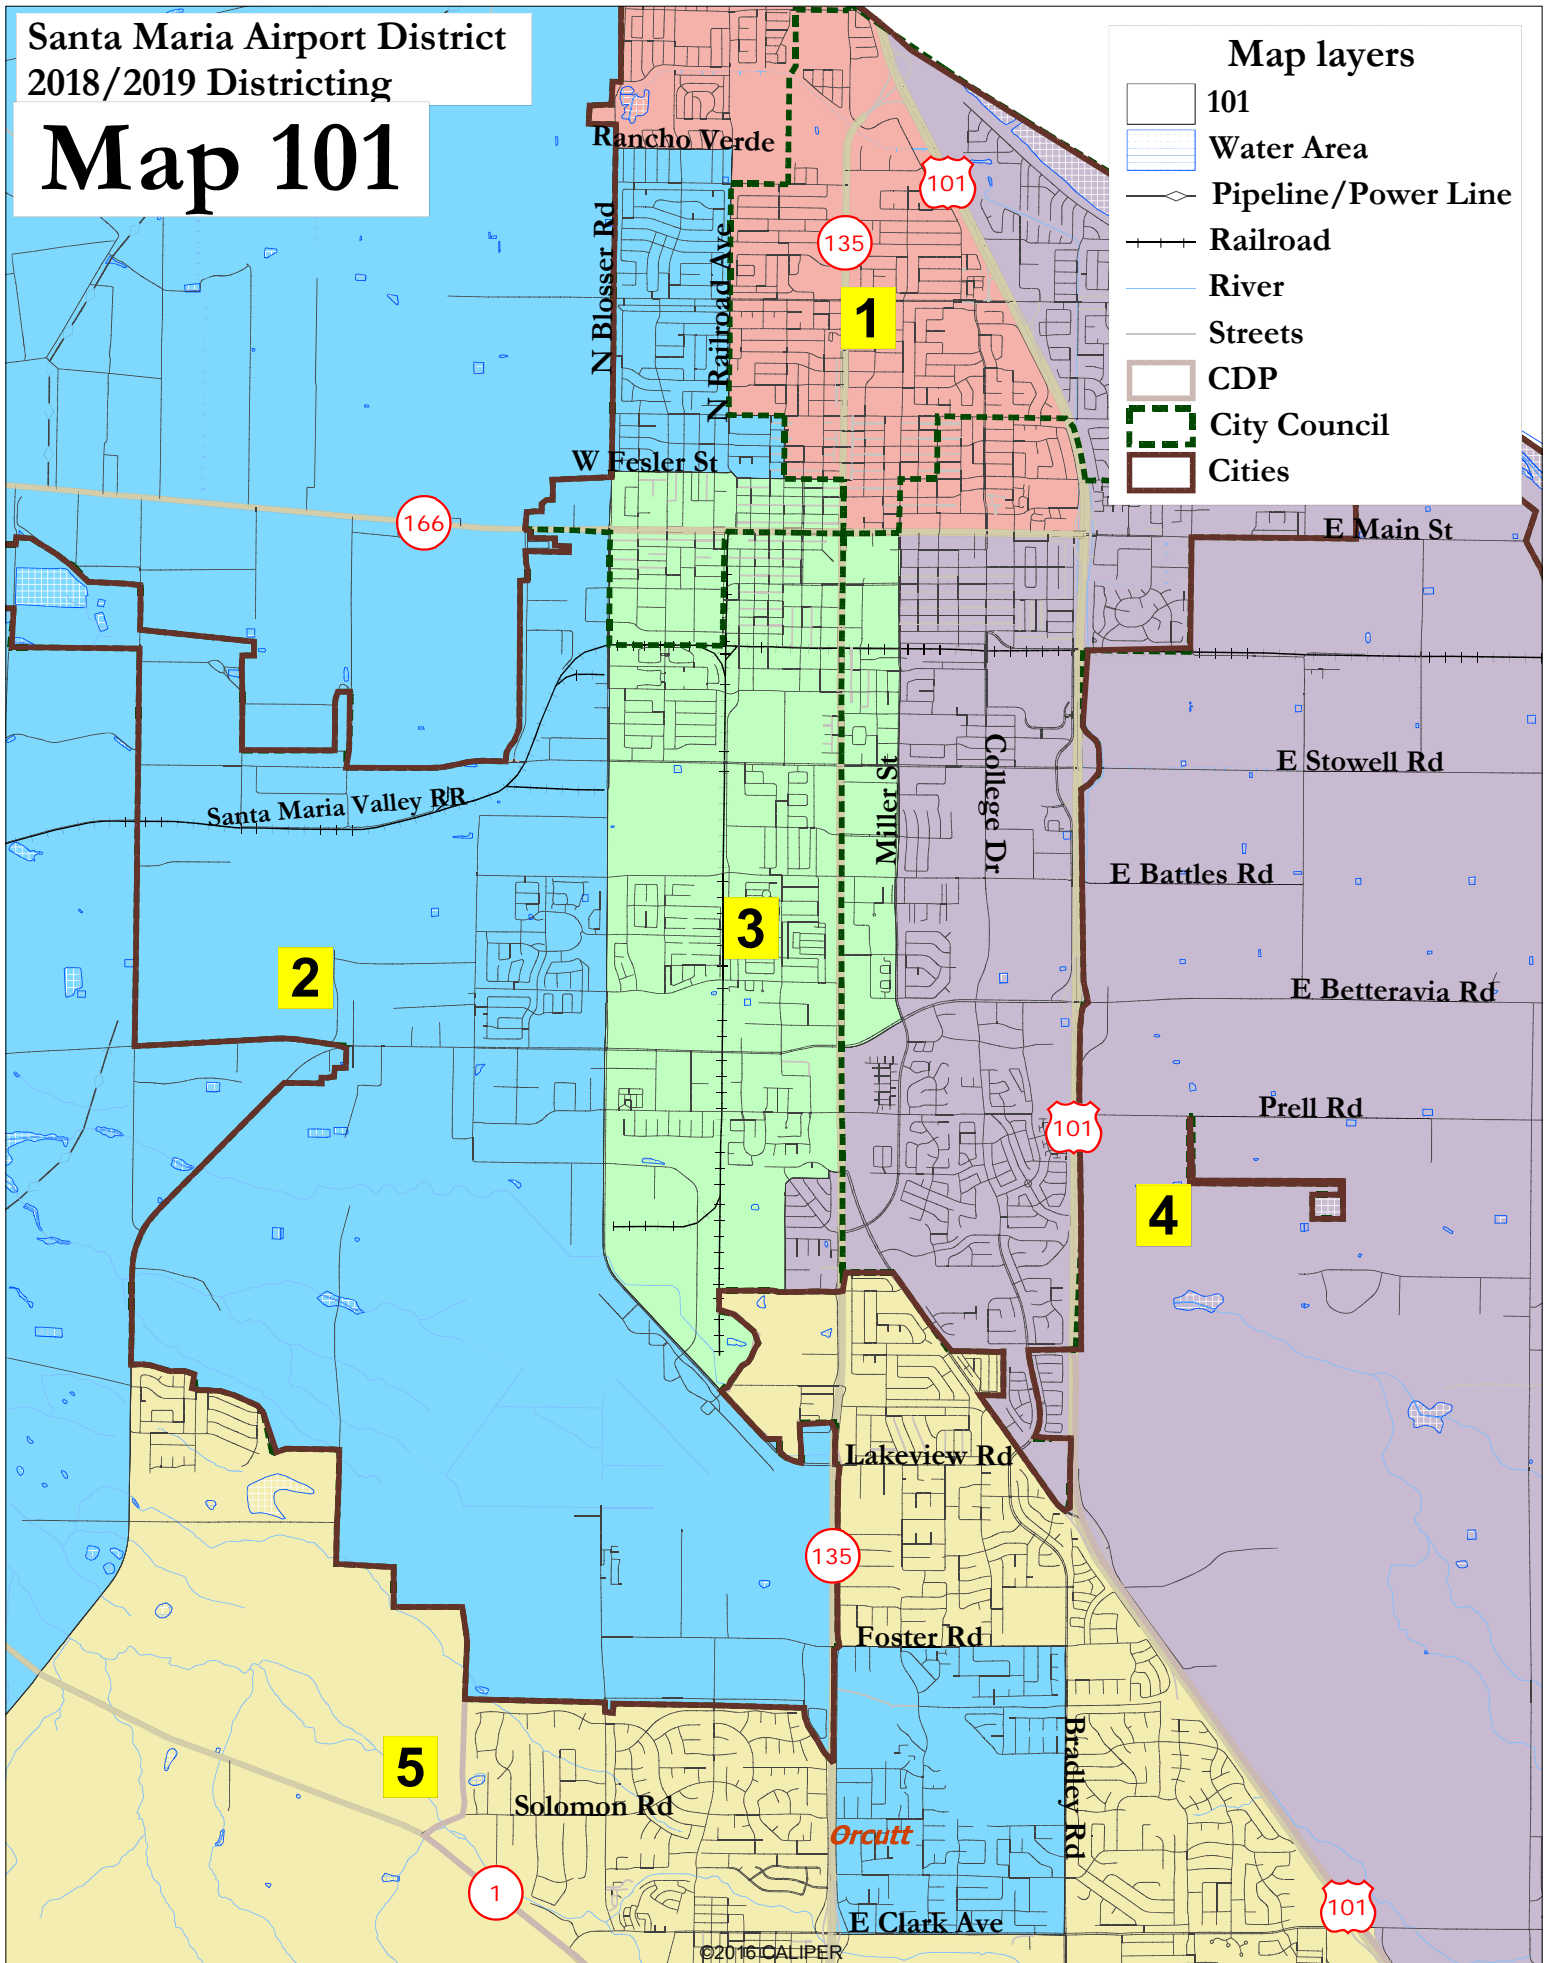 Santa Maria Airport District
2018/2019 Districting
Map 101
Map layers
101
Water Area
Pipeline/Power Line
Railroad
River
Streets
CDP
City Council
Cities
Rancho Verde
101
135
N Blosser Rd
N Railroad Ave
1
W Fesler St
166
E Main St
Santa Maria Valley RR
Miller St
College Dr
E Stowell Rd
E Battles Rd
3
2
E Betteravia Rd
Prell Rd
101
4
Lakeview Rd
135
Foster Rd
5
Solomon Rd
Orcutt
Bradley Rd
1
E Clark Ave
101
©2016 CALIPER